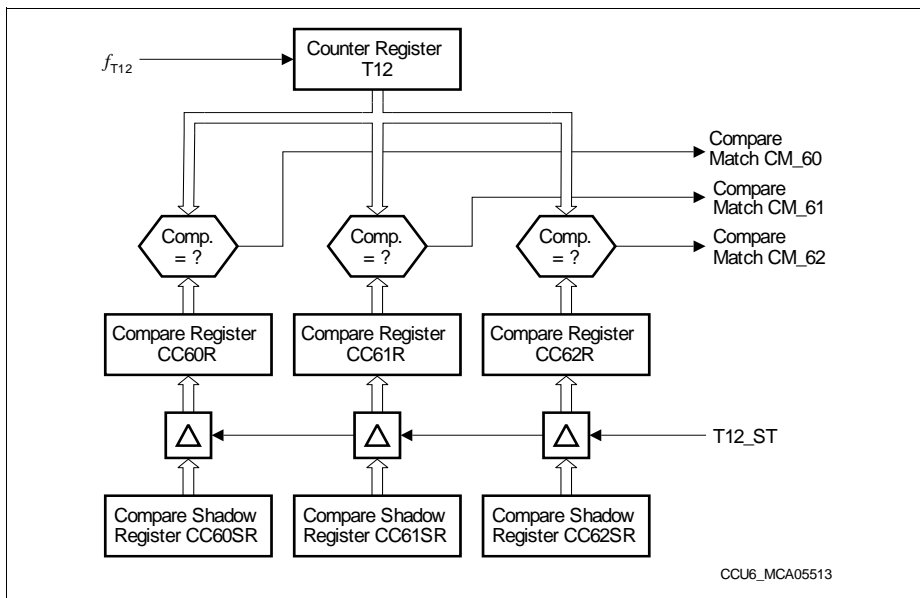 Counter Register
T12
fT12
Compare
Match CM_60
Compare
Match CM_61
Compare
Match CM_62
Comp.
= ?
Comp.
= ?
Comp.
= ?
Compare Register
CC60R
Compare Register
CC61R
Compare Register
CC62R
T12_ST
Compare Shadow
Register CC60SR
Compare Shadow
Register CC61SR
Compare Shadow
Register CC62SR
CCU6_MCA05513